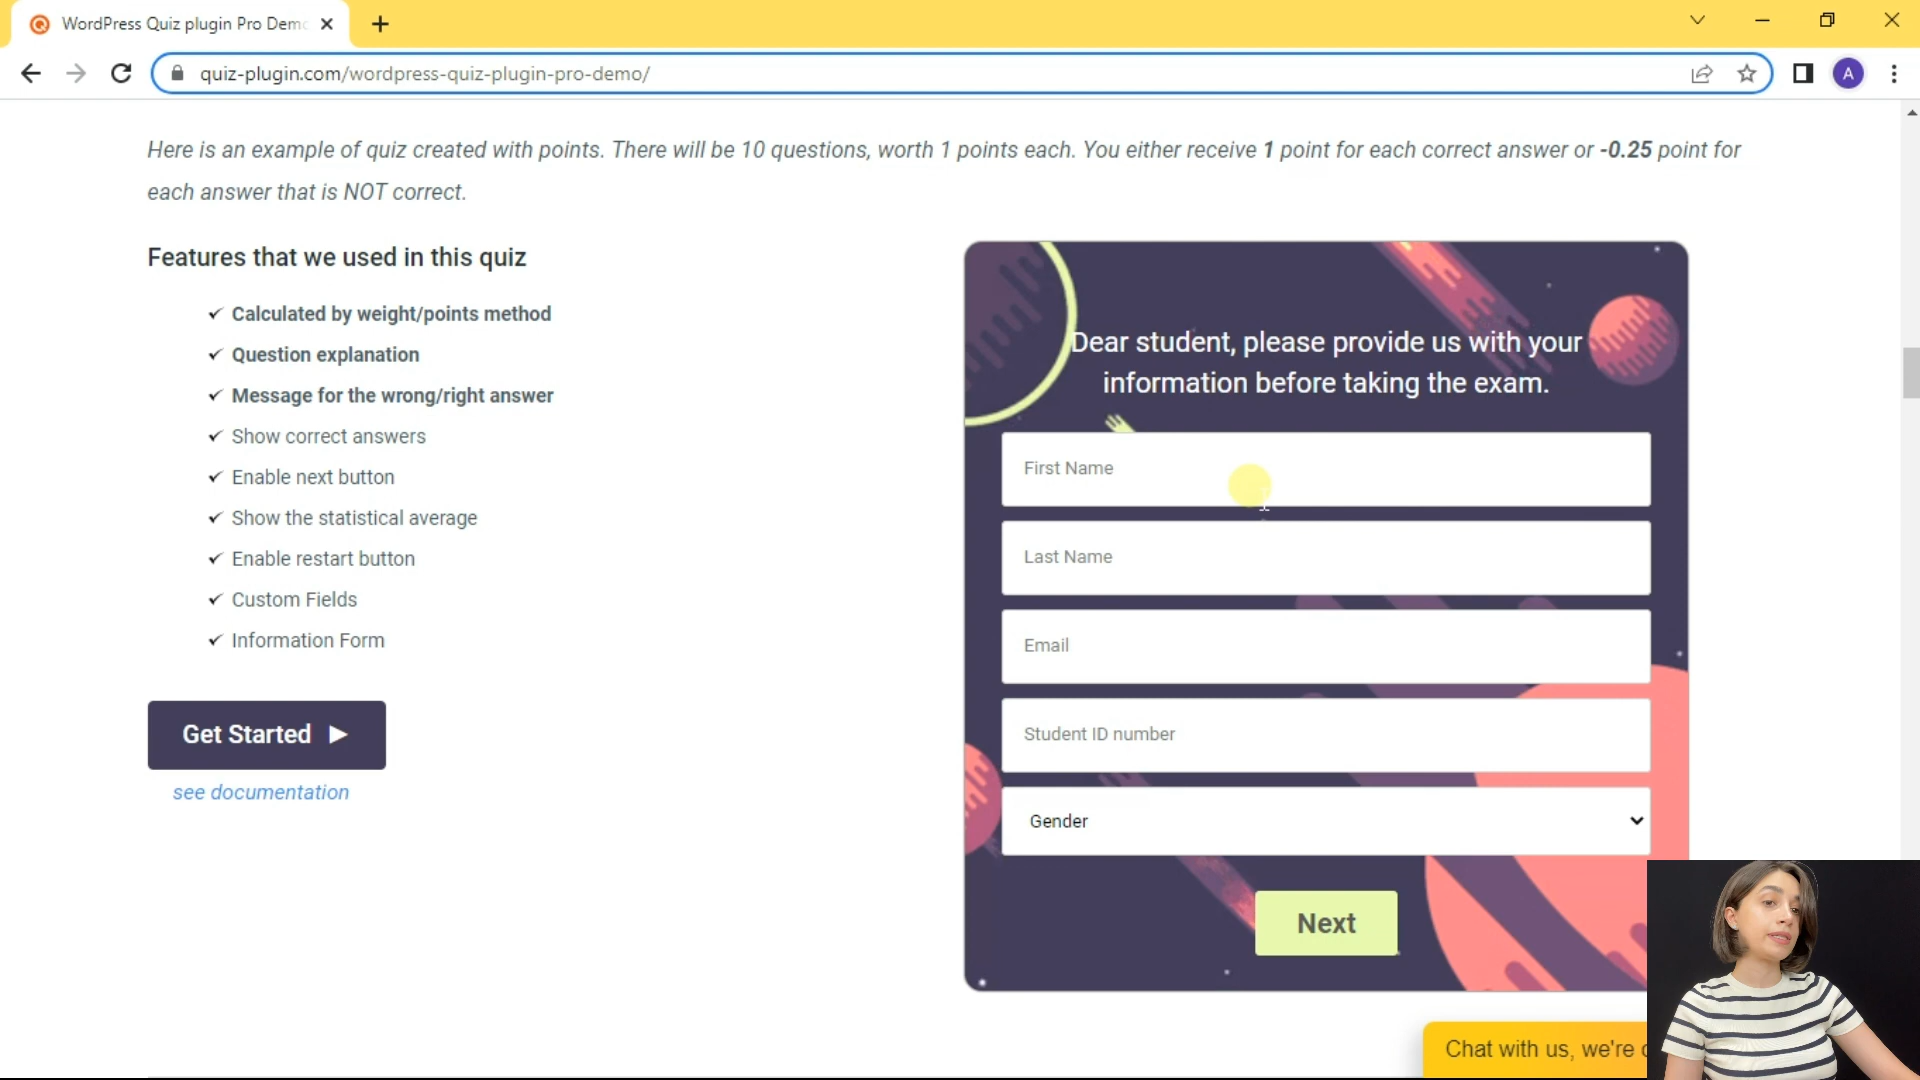 WordPress Quiz plugin Pro Dem
quiz-plugin.com/wordpress-quiz-plugin-pro-demo/
A
Here is an example of quiz created with points. There will be 10 questions, worth 1 points each. You either receive 1 point for each correct answer or -0.25 point for
each answer that is NOT correct.
Features that we used in this quiz
Calculated by weight/points method
Question explanation
Message for the wrong/right answer
Show correct answers
Enable next button
Show the statistical average
Enable restart button
Custom Fields
Information Form
Get Started
see documentation
Dear student, please provide us with your
information before taking the exam.
First Name
Last Name
Email
Student ID number
Gender
Next
Chat with us, we're